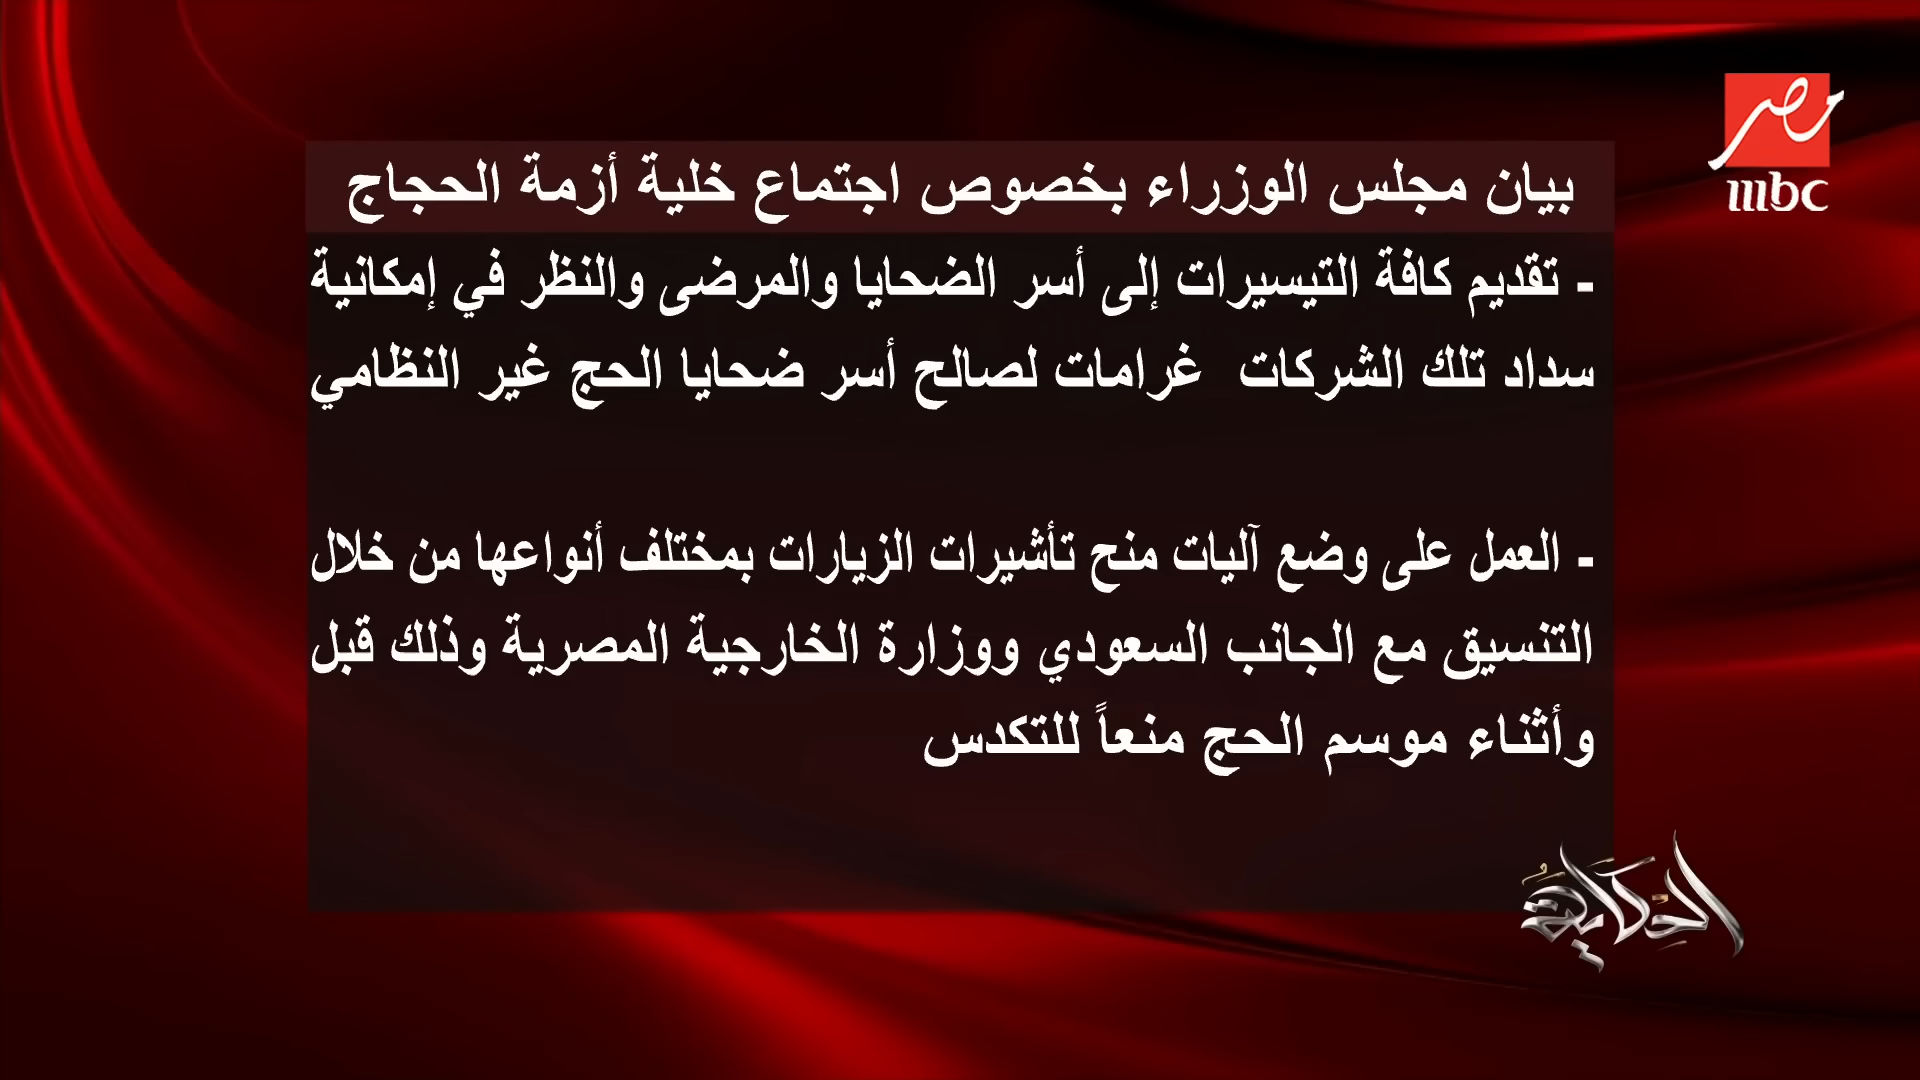 مصر
mbc
بيان مجلس الوزراء بخصوص اجتماع خلية أزمة الحجاج
- تقديم كافة التيسيرات إلى أسر الضحايا والمرضى والنظر في إمكانية
سداد تلك الشركات غرامات لصالح أسر ضحايا الحج غير النظامي
- العمل على وضع آليات منح تأشيرات الزيارات بمختلف أنواعها من خلال
التنسيق مع الجانب السعودي ووزارة الخارجية المصرية وذلك قبل
وأثناء موسم الحج منعاً للتكدس
الحكاية